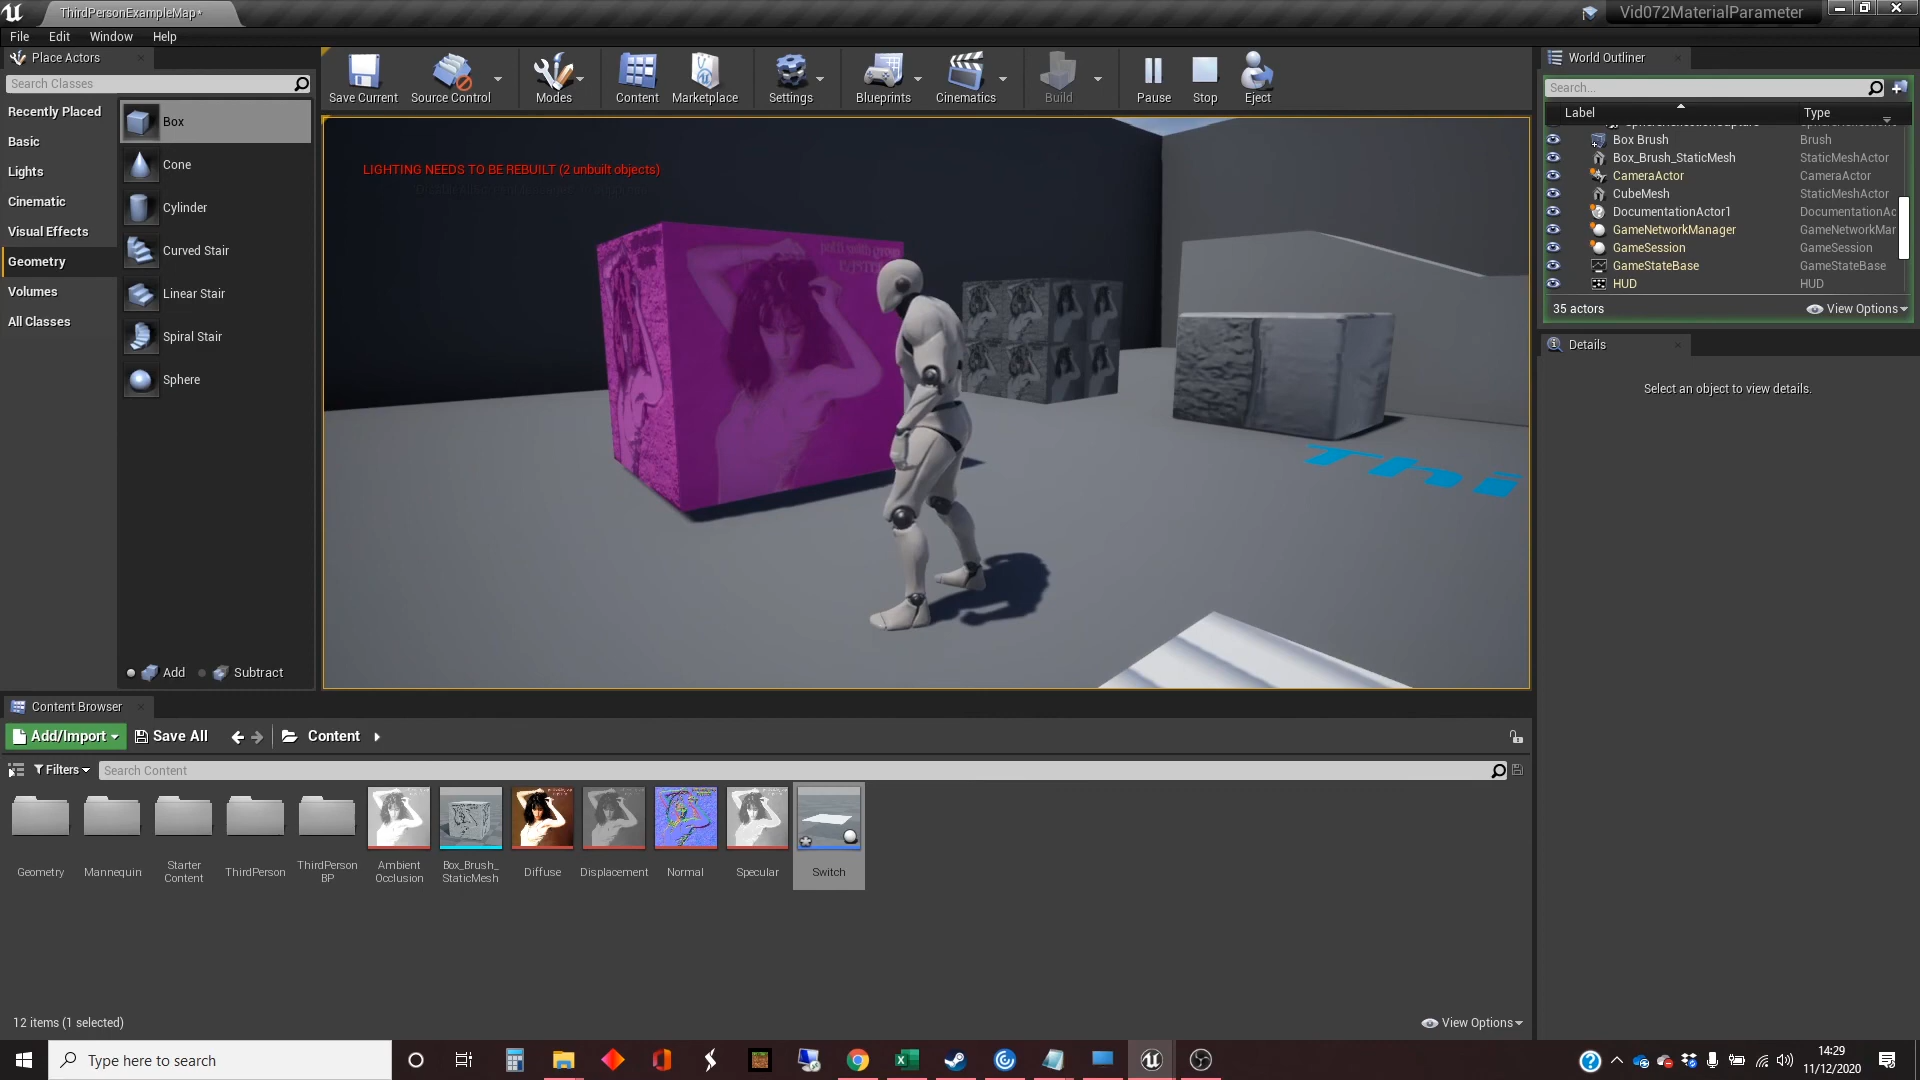 ThirdPersonExampleMap*
Vid072MaterialParameter
File Edit Window Help
Place Actors
Search Classes
Recently Placed
Basic
Lights
Cinematic
Visual Effects
Geometry
Volumes
All Classes
Box
Cone
Cylinder
Curved Stair
Linear Stair
Spiral Stair
Sphere
Add Subtract
Save Current Source Control Modes Content Marketplace Settings Blueprints Cinematics Build Pause Stop Eject
LIGHTING NEEDS TO BE REBUILT (2 unbuilt objects)
Thi
World Outliner
Search...
Label Type
Box Brush Brush
Box_Brush_StaticMesh StaticMeshActor
CameraActor CameraActor
CubeMesh StaticMeshActor
DocumentationActor1 DocumentationAc
GameNetworkManager GameNetworkMar
GameSession GameSession
GameStateBase GameStateBase
HUD HUD
35 actors View Options
Details
Select an object to view details.
Content Browser
Add/Import Save All Content
Filters Search Content
Geometry
Mannequin
Starter
Content
ThirdPerson
ThirdPerson
BP
Ambient
Occlusion
Box_Brush_
StaticMesh
Diffuse
Displacement
Normal
Specular
Switch
12 items (1 selected) View Options
Type here to search
14:29
11/12/2020